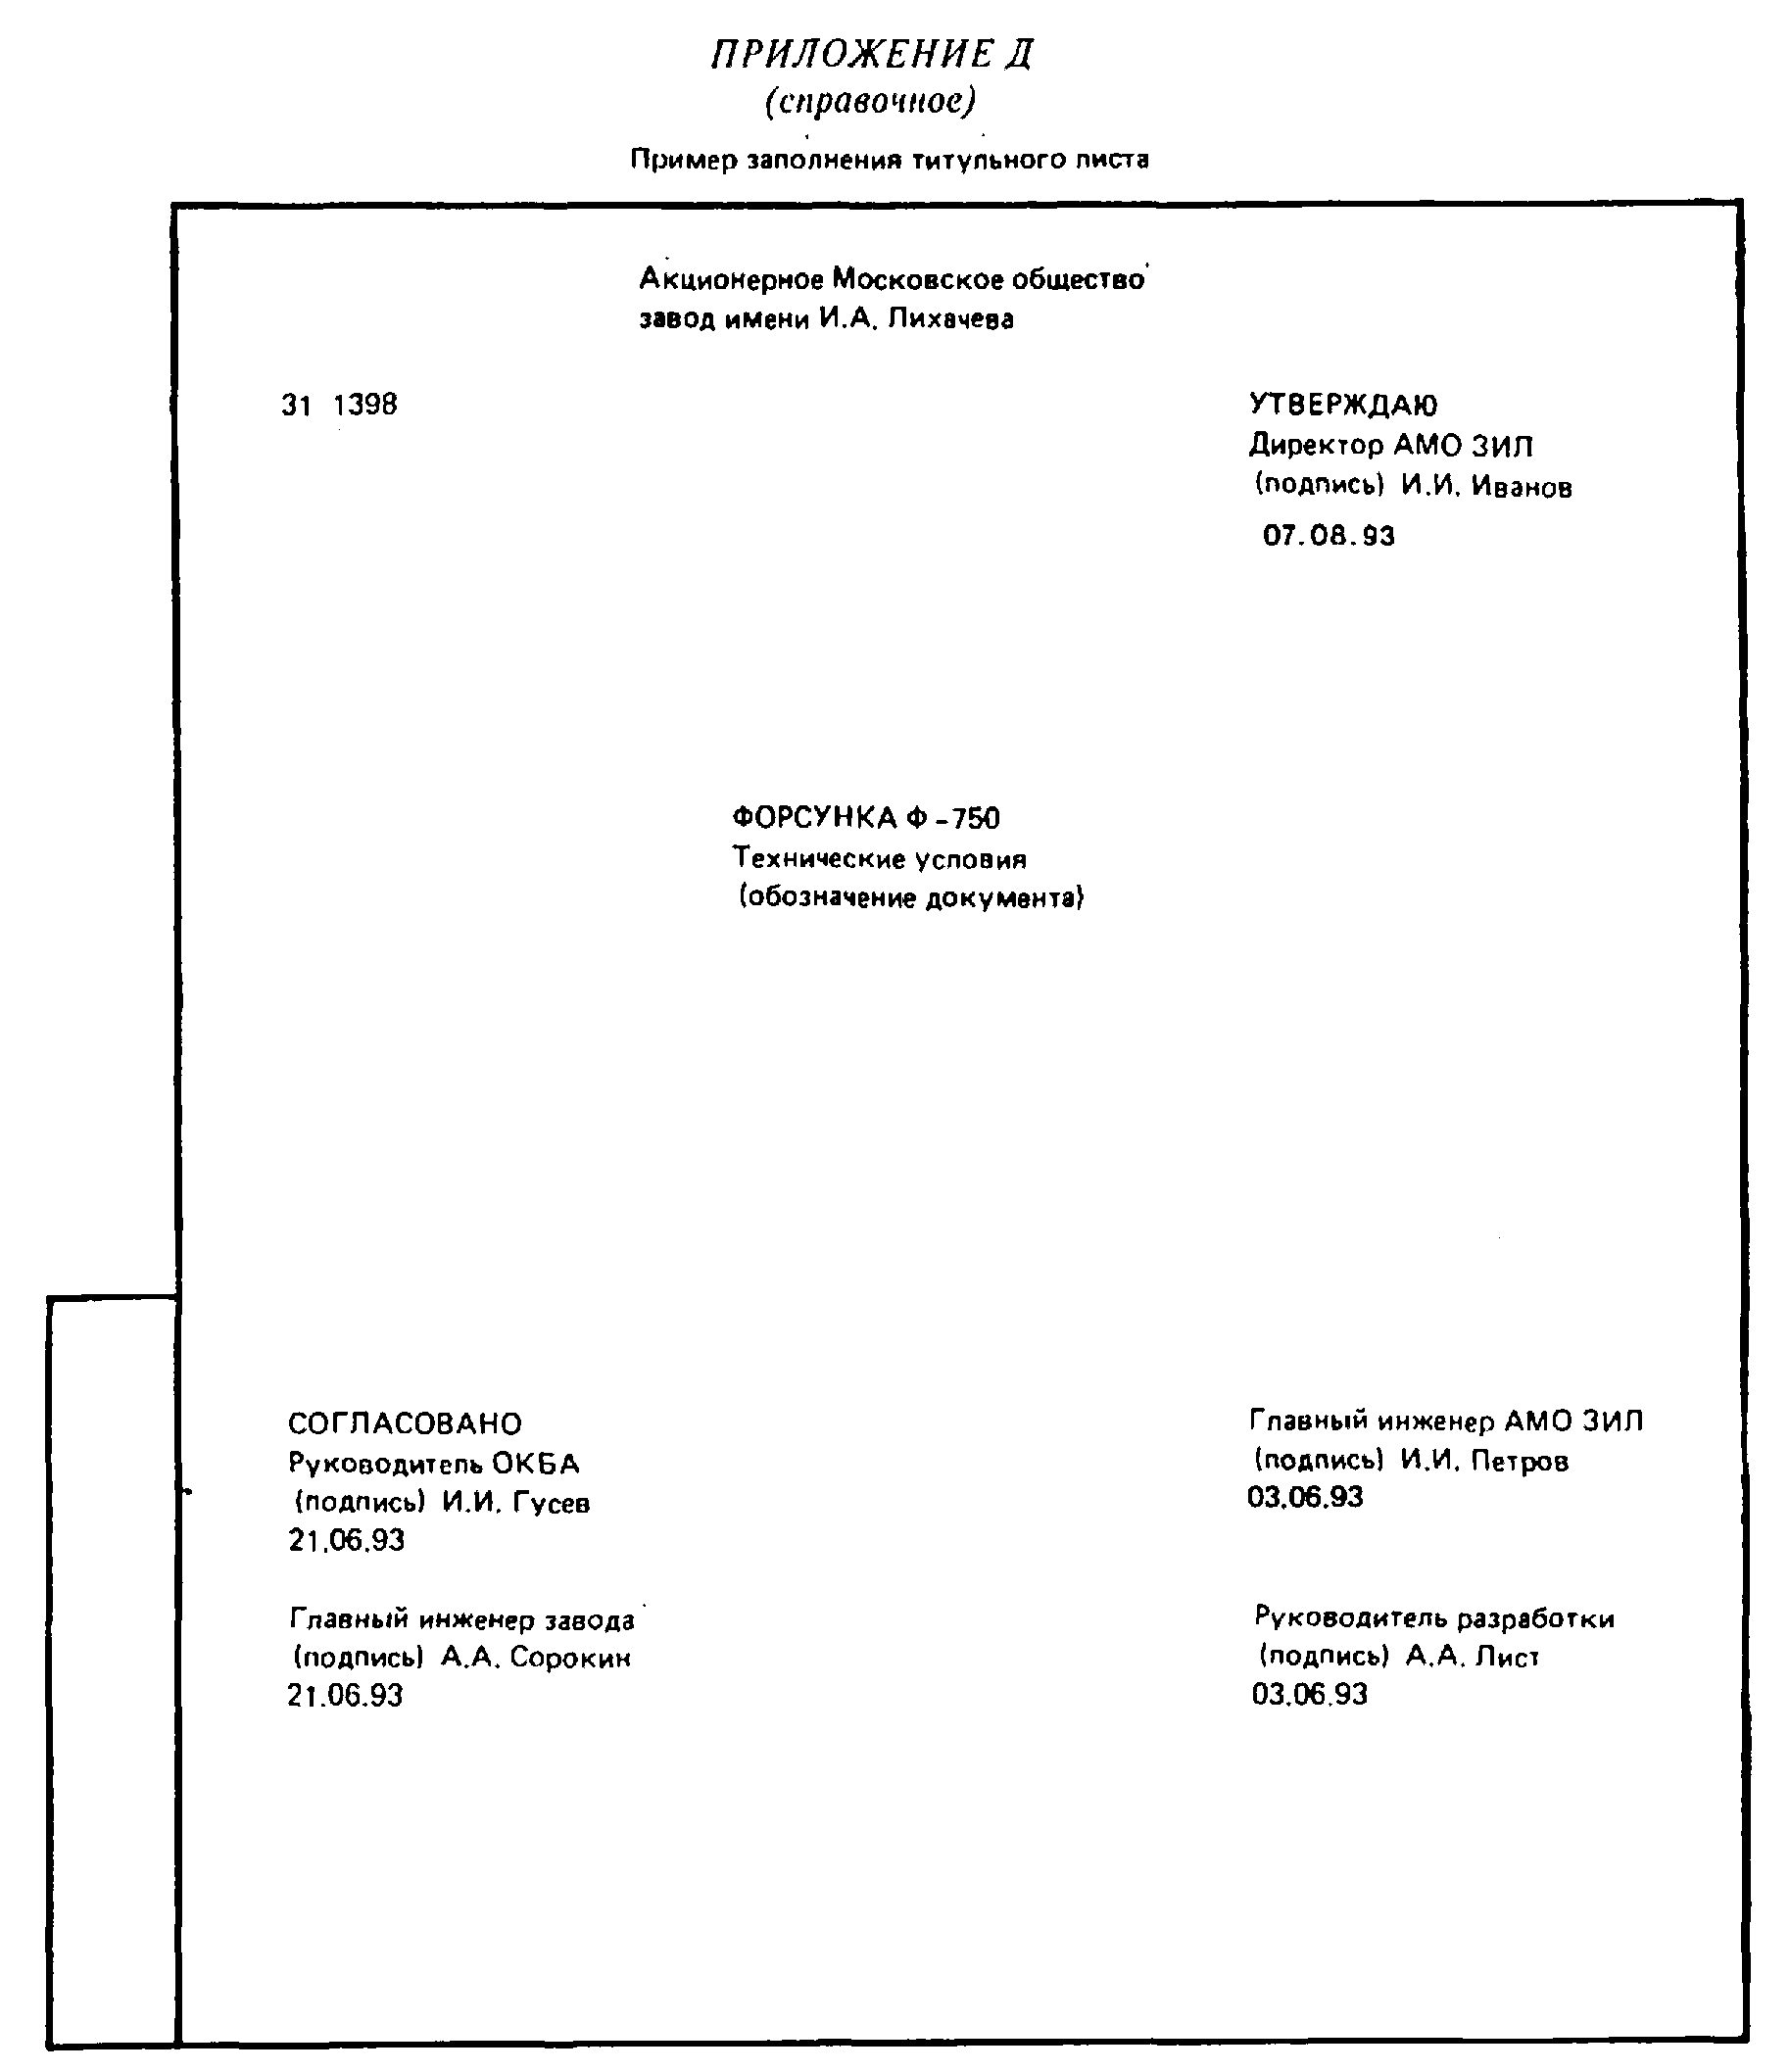 ПРИЛОЖЕНИЕ Д
(справочное)
Пример заполнения титульного листа
Акционерное Московское общество
завод имени И.А. Лихачева
31 1398
УТВЕРЖДАЮ
Директор АМО ЗИЛ
(подпись) И.И. Иванов
07.08.93
ФОРСУНКА Ф-750
Технические условия
(обозначение документа)
СОГЛАСОВАНО
Руководитель ОКБА
(подпись) И.И. Гусев
21.06.93
Главный инженер завода
(подпись) А.А. Сорокин
21.06.93
Главный инженер АМО ЗИЛ
(подпись) И.И. Петров
03.06.93
Руководитель разработки
(подпись) А.А. Лист
03.06.93